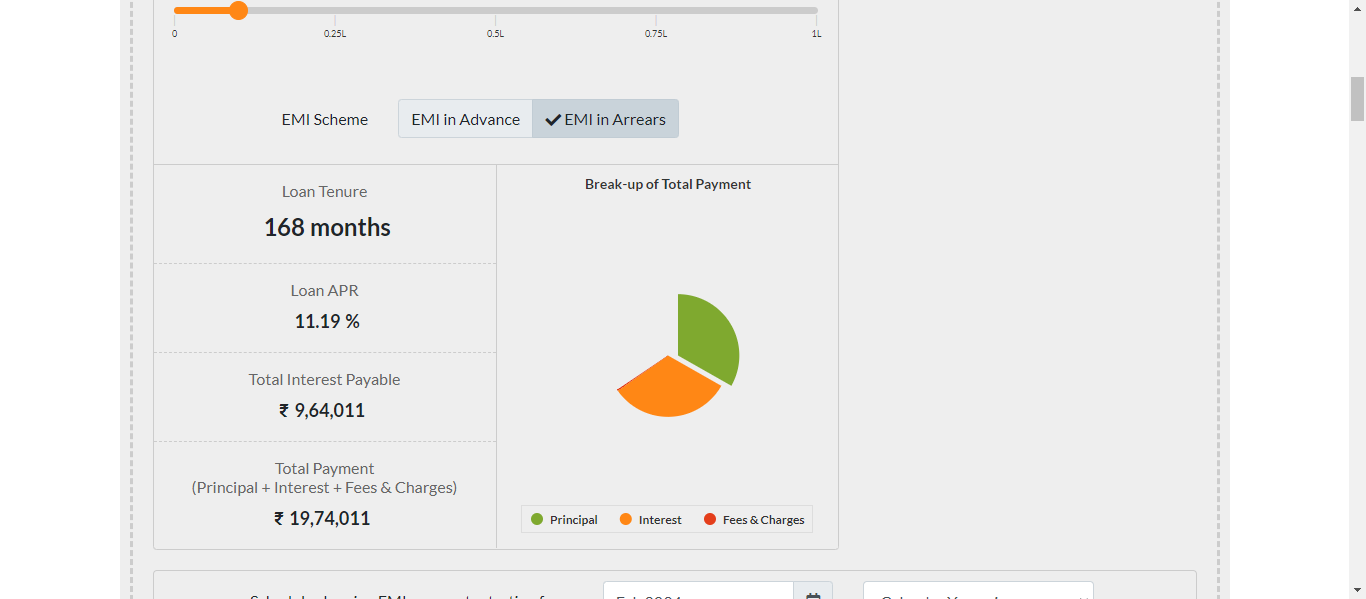 0 0.25L 0.5L 0.75L 1L
EMI Scheme EMI in Advance EMI in Arrears
Loan Tenure
168 months
Loan APR
11.19 %
Total Interest Payable
₹ 9,64,011
Total Payment
(Principal + Interest + Fees & Charges)
₹ 19,74,011
Break-up of Total Payment
Principal Interest Fees & Charges